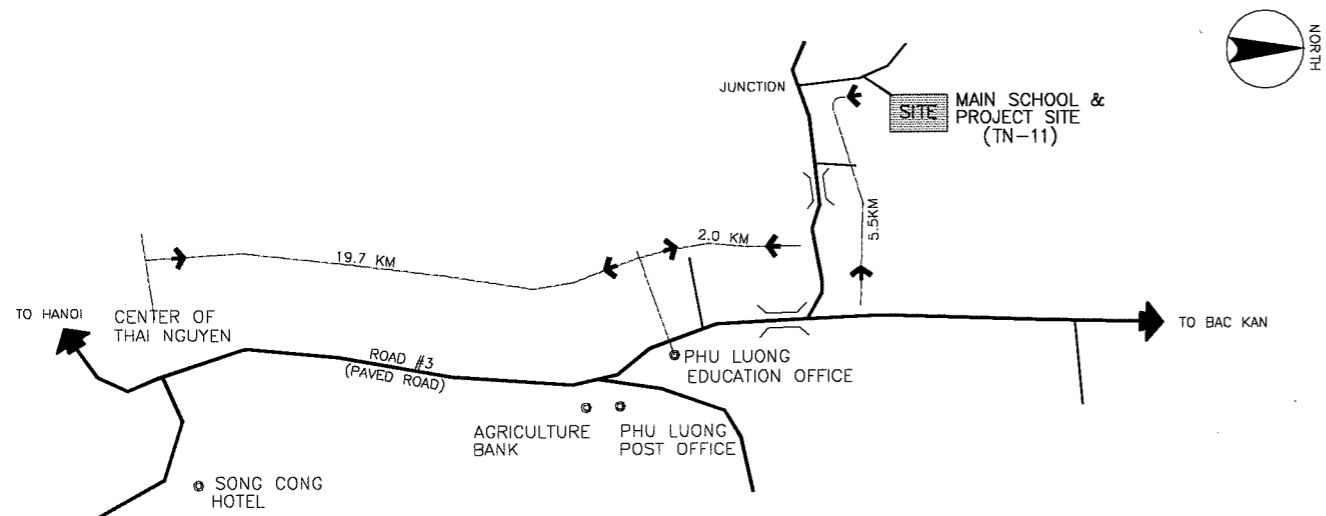 NORTH
JUNCTION
SITE
MAIN SCHOOL &
PROJECT SITE
(TN-11)
5.5KM
2.0 KM
19.7 KM
TO HANOI
CENTER OF
THAI NGUYEN
TO BAC KAN
ROAD #3
(PAVED ROAD)
PHU LUONG
EDUCATION OFFICE
AGRICULTURE
BANK
PHU LUONG
POST OFFICE
SONG CONG
HOTEL